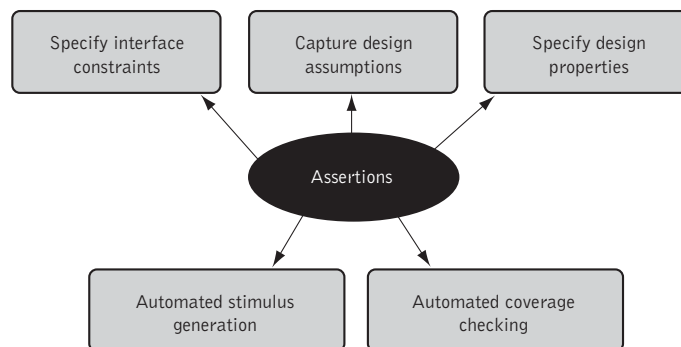 Specify interface
constraints
Capture design
assumptions
Specify design
properties
Assertions
Automated stimulus
generation
Automated coverage
checking